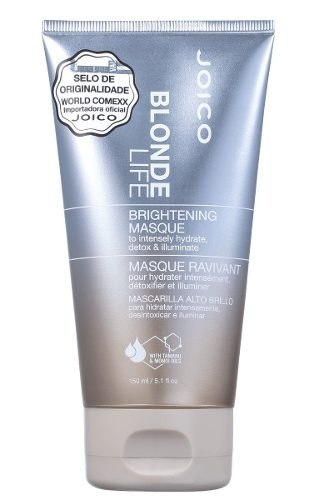 SELO DE
ORIGINALIDADE
WORLD COMEXX
Importadora oficial
JOICO
JOICO
BLONDE
LIFE
BRIGHTENING
MASQUE
to intensely hydrate,
detox & illuminate
MASQUE RAVIVANT
pour hydrater intensément,
détoxifier et illuminer
MASCARILLA ALTO BRILLO
para hidratar intensamente,
desintoxicar e iluminar
WITH TAMANU
& MONOI OILS
150 ml / 5.1 fl oz